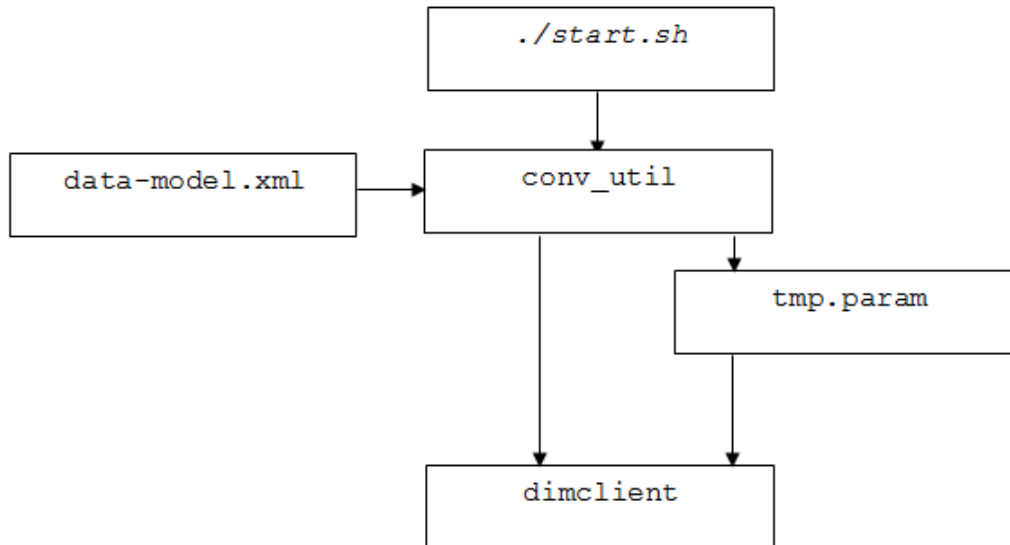 ./start.sh
data-model.xml
conv_util
tmp.param
dimclient